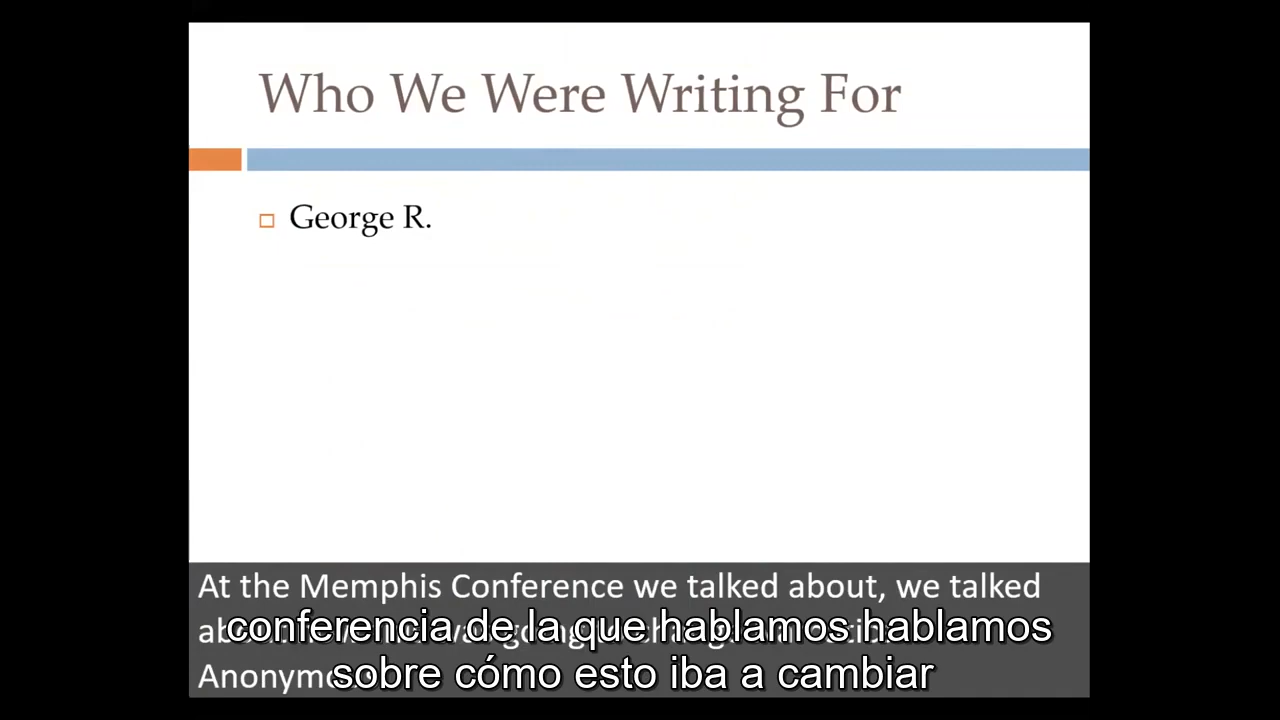 Who We Were Writing For
George R.
At the Memphis Conference we talked about, we talked
conferencia de la que hablamos hablamos
sobre cómo esto iba a cambiar